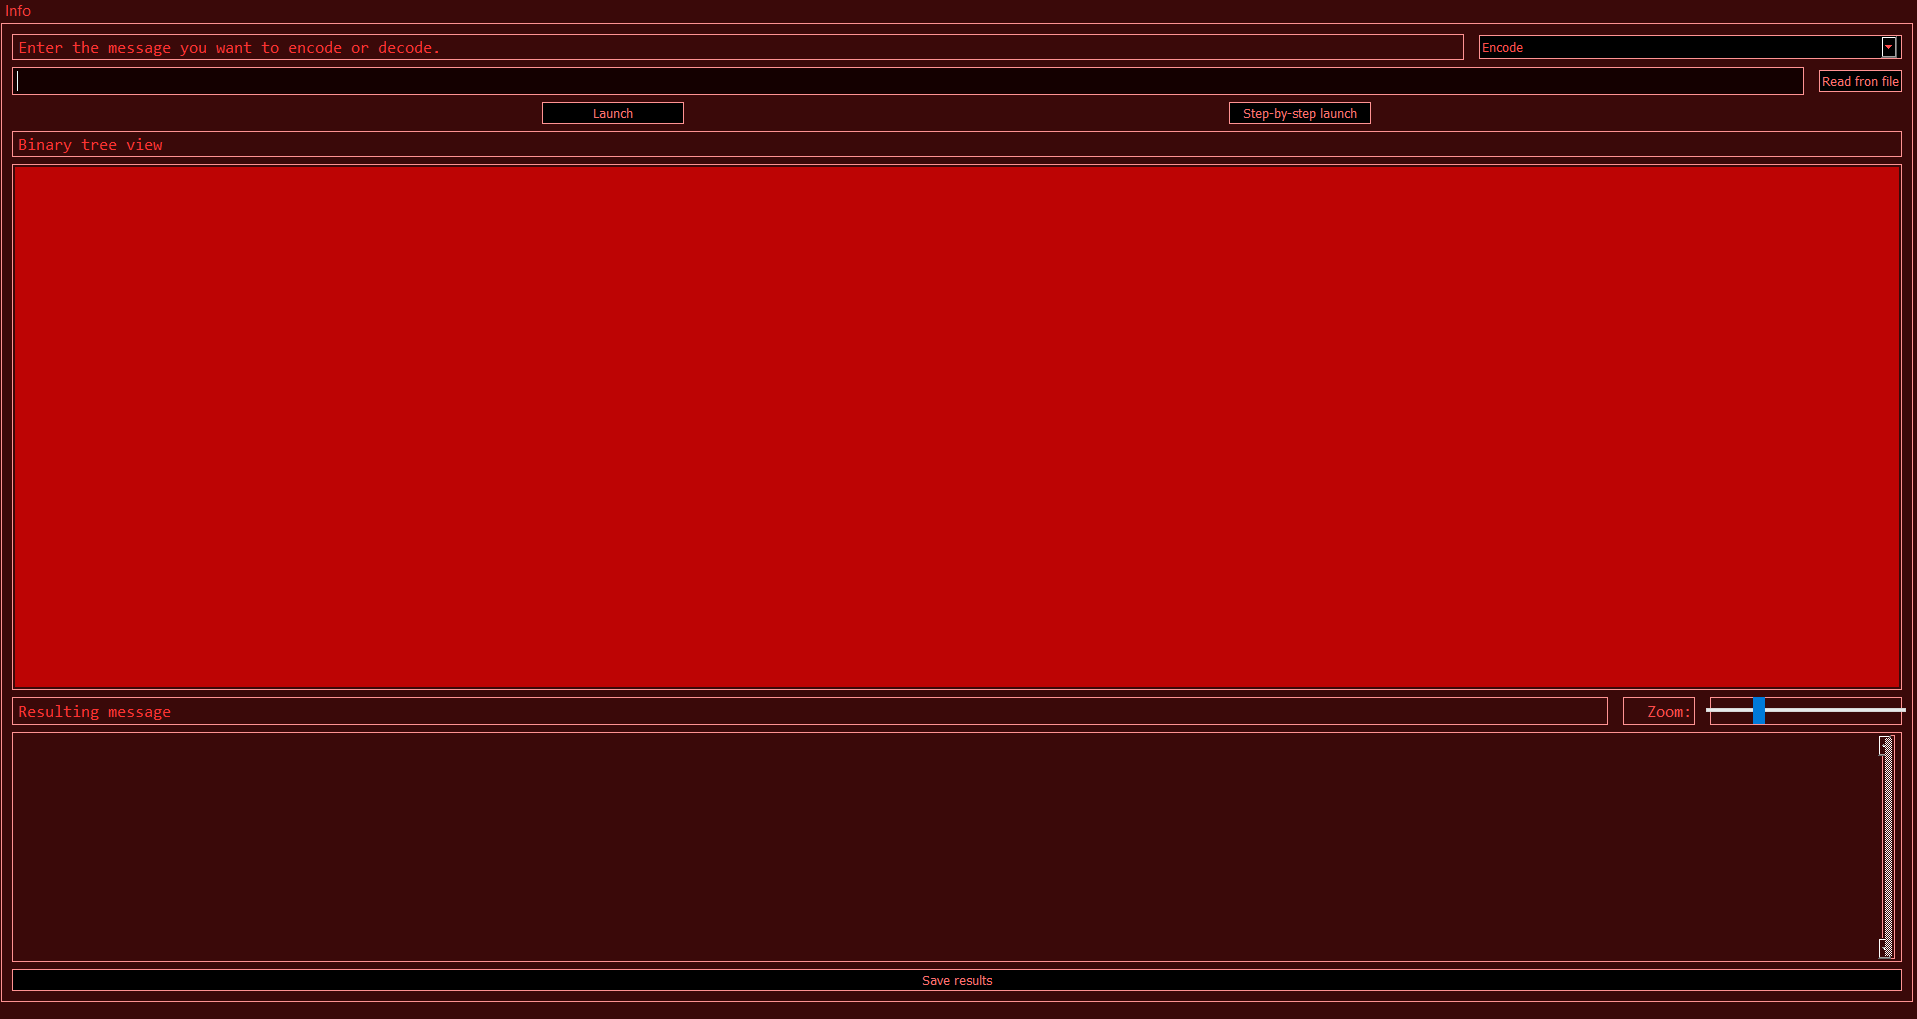 Info
Enter the message you want to encode or decode.
Encode
Read fron file
Launch
Step-by-step launch
Binary tree view
Resulting message
Zoom:
Save results